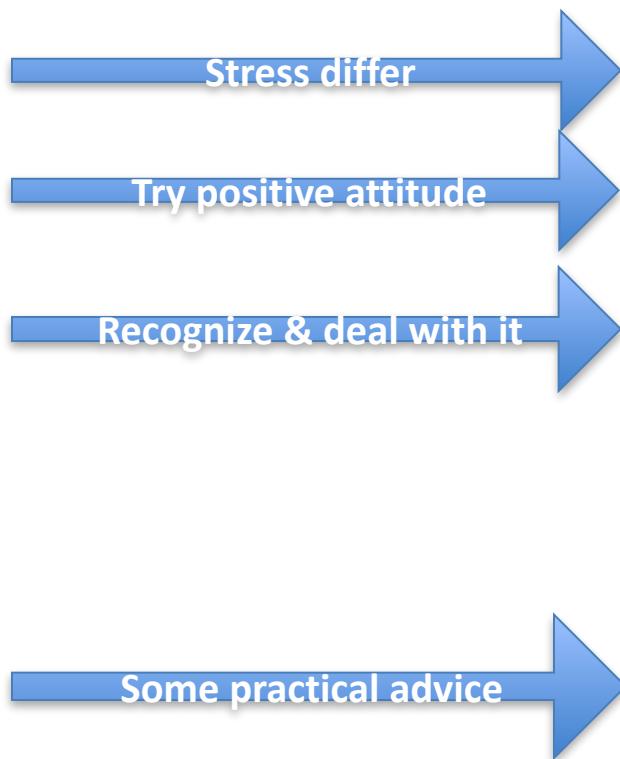 Stress differ
Try positive attitude
Recognize & deal with it
Some practical advice